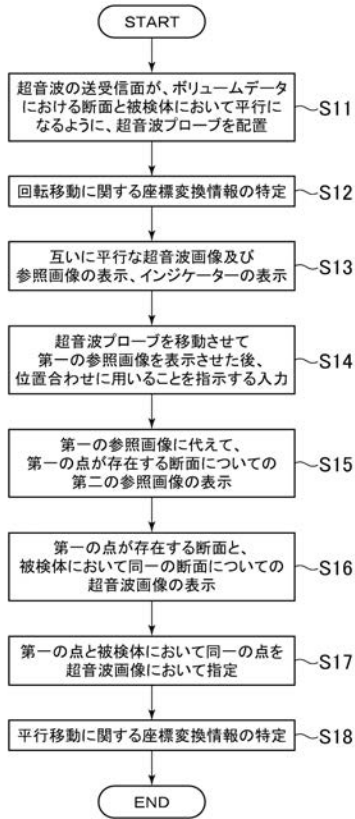 START
超音波の送受信面が、ボリュームデータ
における断面と被検体において平行に
なるように、超音波プローブを配置
S11
回転移動に関する座標変換情報の特定
S12
互いに平行な超音波画像及び
参照画像の表示、インジケーターの表示
S13
超音波プローブを移動させて
第一の参照画像を表示させた後、
位置合わせに用いることを指示する入力
S14
第一の参照画像に代えて、
第一の点が存在する断面についての
第二の参照画像の表示
S15
第一の点が存在する断面と、
被検体において同一の断面についての
超音波画像の表示
S16
第一の点と被検体において同一の点を
超音波画像において指定
S17
平行移動に関する座標変換情報の特定
S18
END